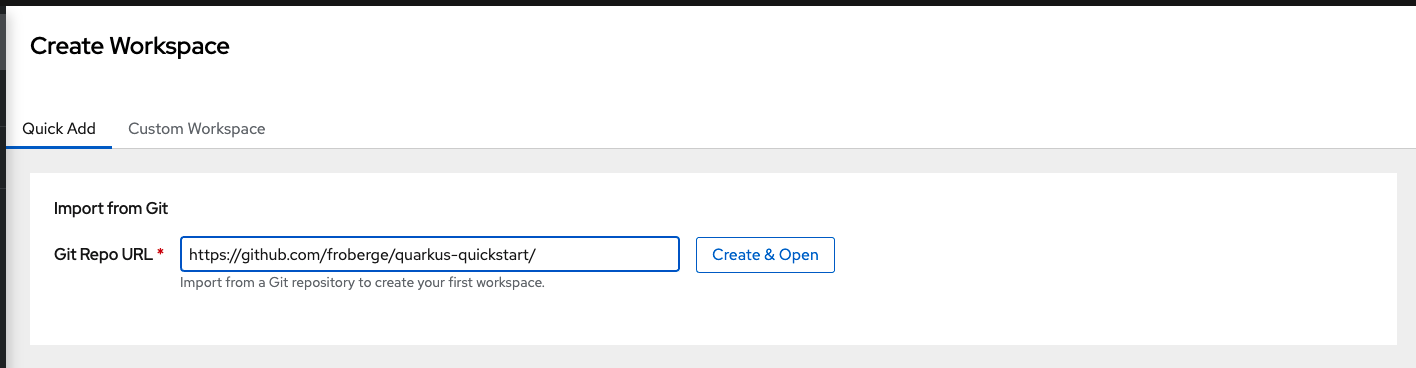 Create Workspace
Quick Add Custom Workspace
Import from Git
Git Repo URL * https://github.com/froberge/quarkus-quickstart/ Create & Open
Import from a Git repository to create your first workspace.